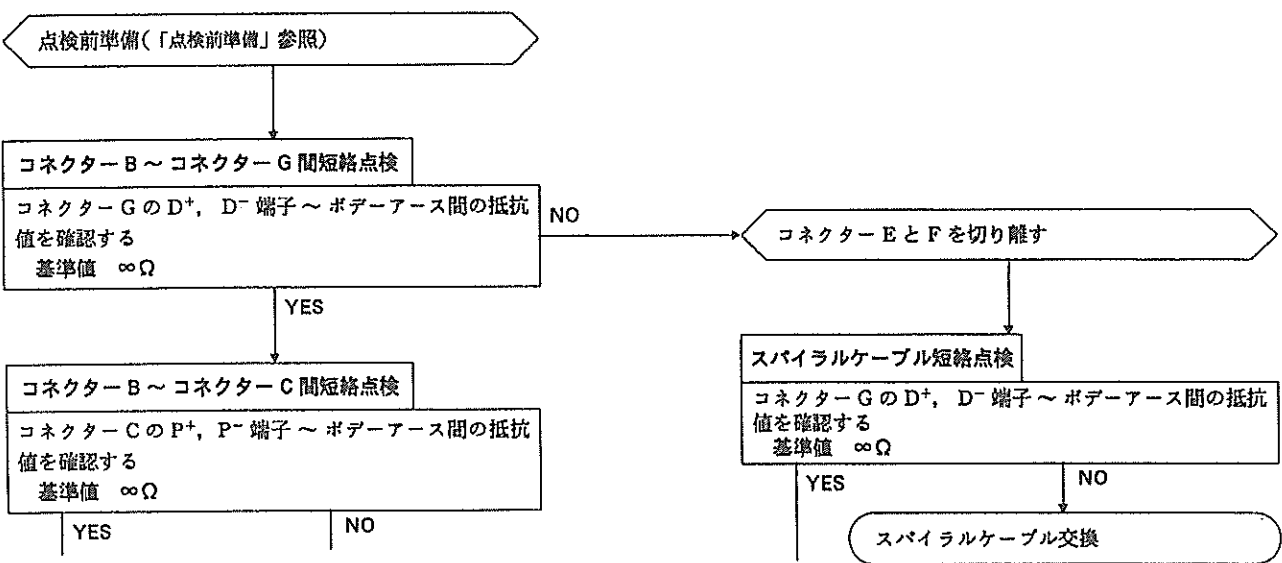 点検前準備(「点検前準備」参照)
コネクターB～コネクターG間短絡点検
コネクターGのD⁺, D⁻端子～ボデーアース間の抵抗
値を確認する
基準値 ∞Ω
NO
YES
コネクターB～コネクターC間短絡点検
コネクターCのP⁺, P⁻端子～ボデーアース間の抵抗
値を確認する
基準値 ∞Ω
YES
NO
コネクターEとFを切り離す
スパイラルケーブル短絡点検
コネクターGのD⁺, D⁻端子～ボデーアース間の抵抗
値を確認する
基準値 ∞Ω
YES
NO
スパイラルケーブル交換